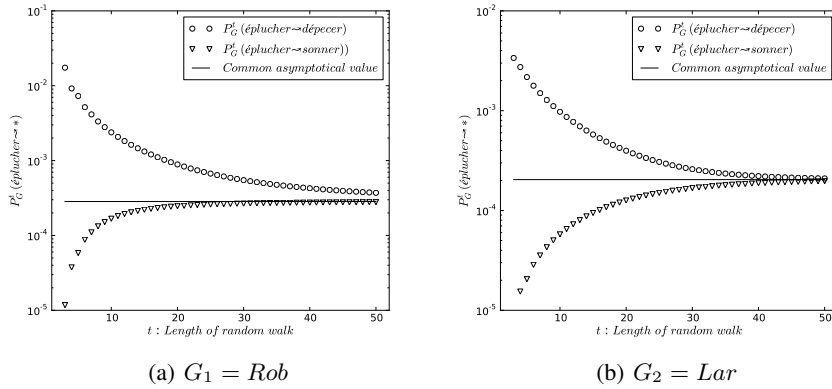 10⁻¹
10⁻²
10⁻³
10⁻⁴
10⁻⁵
P^t_G (éplucher⇝*)
○ ○ P^t_G (éplucher⇝dépecer)
▽ ▽ P^t_G (éplucher⇝sonner))
Common asymptotical value
10 20 30 40 50
t : Length of random walk
(a) G₁ = Rob
10⁻²
10⁻³
10⁻⁴
10⁻⁵
P^t_G (éplucher⇝*)
○ ○ P^t_G (éplucher⇝dépecer)
▽ ▽ P^t_G (éplucher⇝sonner)
Common asymptotical value
10 20 30 40 50
t : Length of random walk
(b) G₂ = Lar